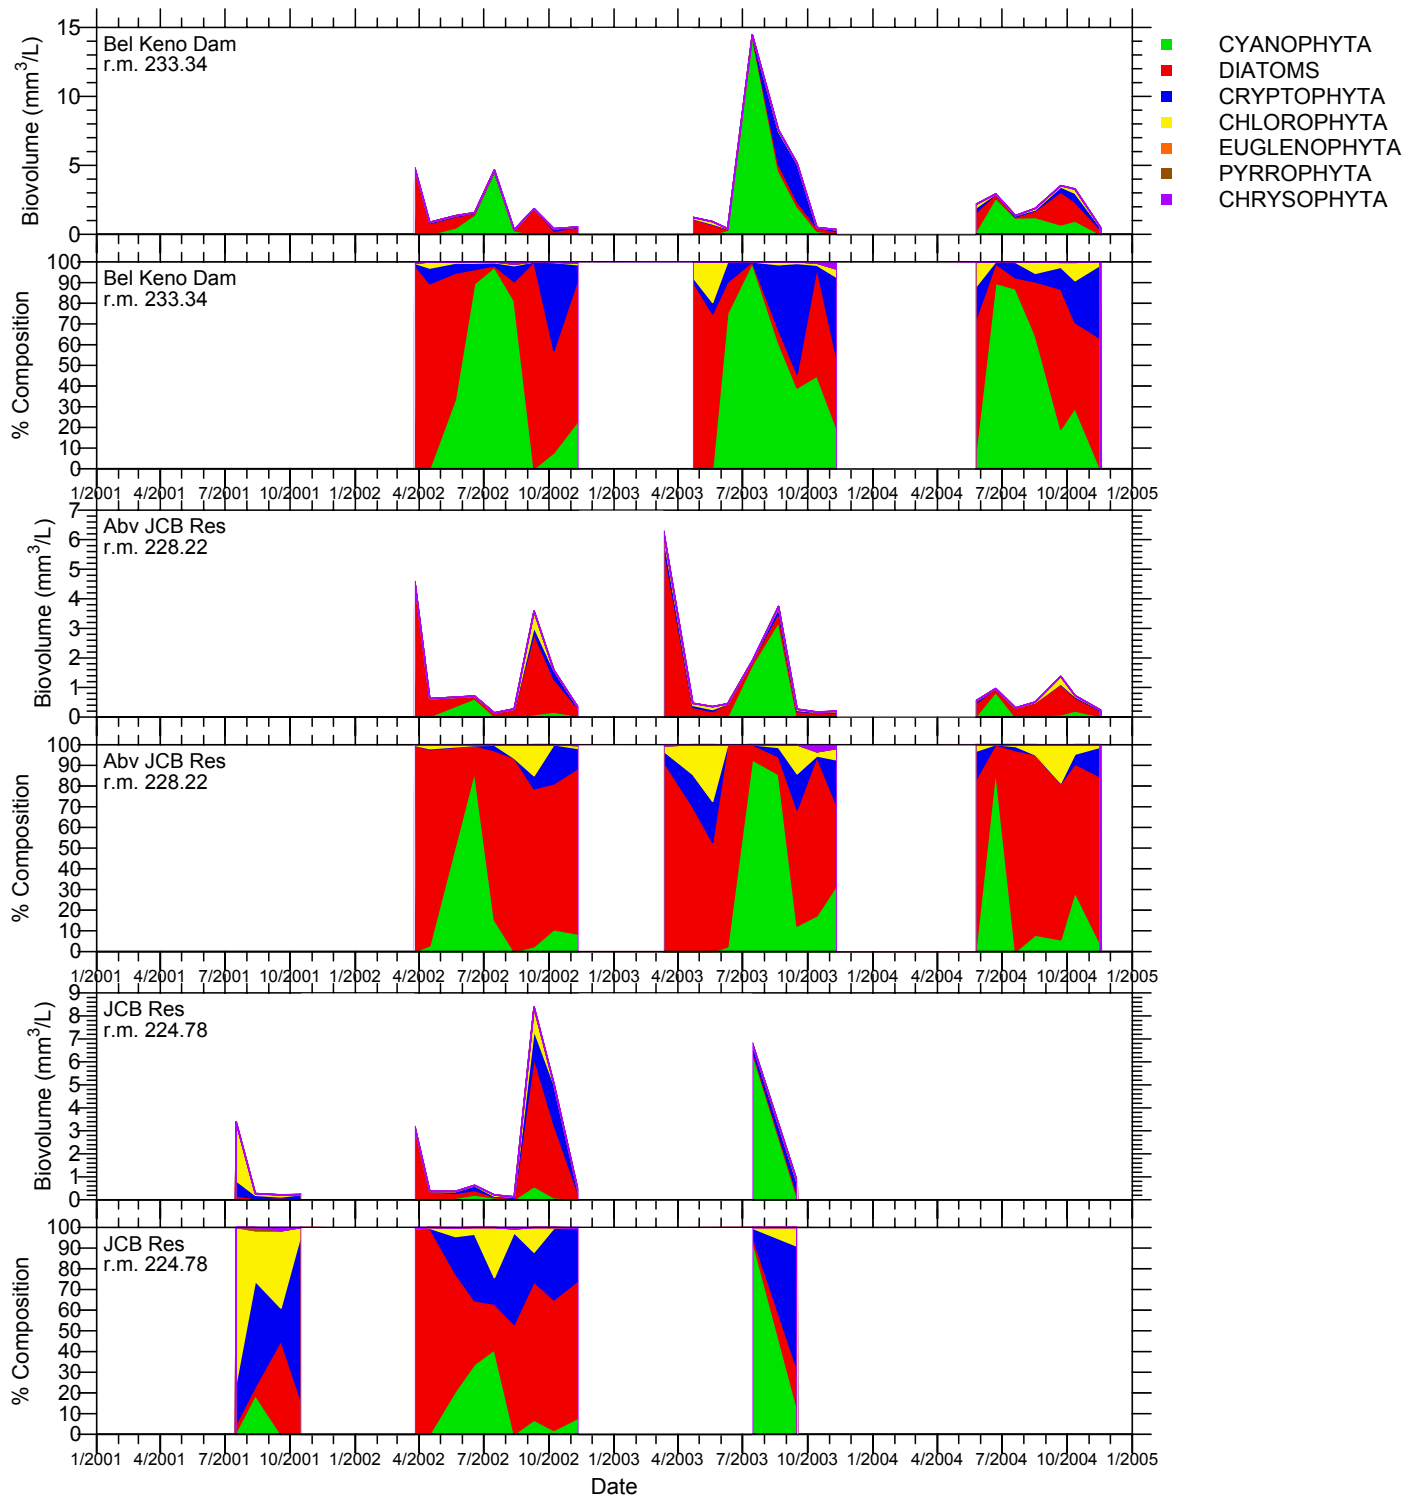 15
10
5
0
Biovolume (mm³/L)
Bel Keno Dam
r.m. 233.34
CYANOPHYTA
DIATOMS
CRYPTOPHYTA
CHLOROPHYTA
EUGLENOPHYTA
PYRROPHYTA
CHRYSOPHYTA
100
90
80
70
60
50
40
30
20
10
0
% Composition
Bel Keno Dam
r.m. 233.34
1/2001 4/2001 7/2001 10/2001 1/2002 4/2002 7/2002 10/2002 1/2003 4/2003 7/2003 10/2003 1/2004 4/2004 7/2004 10/2004 1/2005
7
6
5
4
3
2
1
0
Biovolume (mm³/L)
Abv JCB Res
r.m. 228.22
100
90
80
70
60
50
40
30
20
10
0
% Composition
Abv JCB Res
r.m. 228.22
1/2001 4/2001 7/2001 10/2001 1/2002 4/2002 7/2002 10/2002 1/2003 4/2003 7/2003 10/2003 1/2004 4/2004 7/2004 10/2004 1/2005
9
8
7
6
5
4
3
2
1
0
Biovolume (mm³/L)
JCB Res
r.m. 224.78
100
90
80
70
60
50
40
30
20
10
0
% Composition
JCB Res
r.m. 224.78
1/2001 4/2001 7/2001 10/2001 1/2002 4/2002 7/2002 10/2002 1/2003 4/2003 7/2003 10/2003 1/2004 4/2004 7/2004 10/2004 1/2005
Date